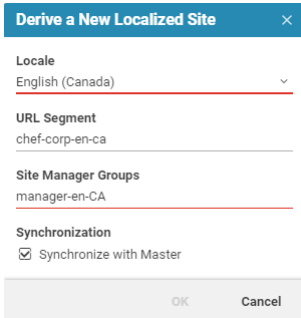 Derive a New Localized Site
Locale
English (Canada)
URL Segment
chef-corp-en-ca
Site Manager Groups
manager-en-CA
Synchronization
Synchronize with Master
OK Cancel